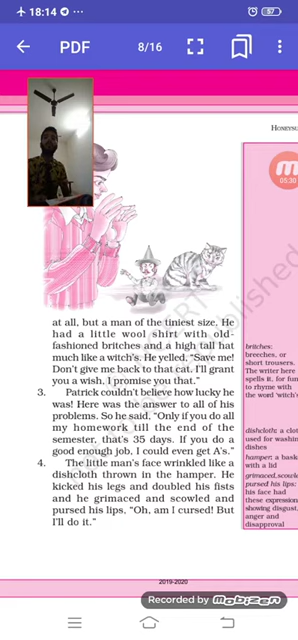 18:14
57
PDF
8/16
HONEYSU
05:30
at all, but a man of the tiniest size. He
had a little wool shirt with old-
fashioned britches and a high tall hat
much like a witch's. He yelled, “Save me!
Don't give me back to that cat. I'll grant
you a wish, I promise you that.”
3. Patrick couldn't believe how lucky he
was! Here was the answer to all of his
problems. So he said, “Only if you do all
my homework till the end of the
semester, that's 35 days. If you do a
good enough job, I could even get A's.”
4. The little man's face wrinkled like a
dishcloth thrown in the hamper. He
kicked his legs and doubled his fists
and he grimaced and scowled and
pursed his lips, “Oh, am I cursed! But
I'll do it.”
britches:
breeches, or
short trousers.
The writer here
spells it, for fun
to rhyme with
the word 'witch's
dishcloth: a clot
used for washin
dishes
hamper: a bask
with a lid
grimaced, scowle
pursed his lips:
his face had
these expression
showing disgust,
anger and
disapproval
2019-2020
Recorded by mobizen